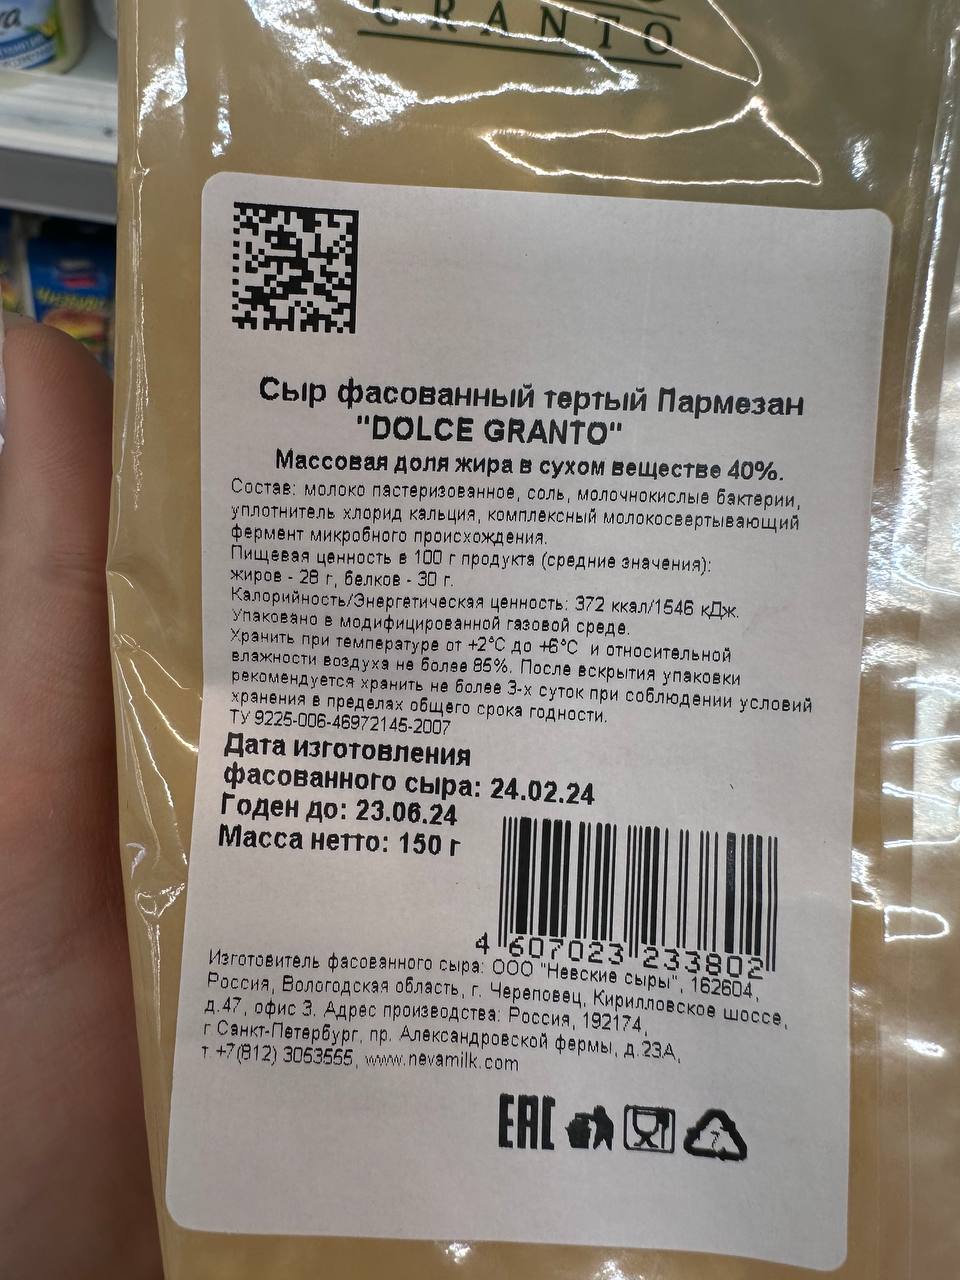 GRANTO
Сыр фасованный тертый Пармезан
"DOLCE GRANTO"
Массовая доля жира в сухом веществе 40%.
Состав: молоко пастеризованное, соль, молочнокислые бактерии,
уплотнитель хлорид кальция, комплексный молокосвертывающий
фермент микробного происхождения.
Пищевая ценность в 100 г продукта (средние значения):
жиров - 28 г, белков - 30 г.
Калорийность/Энергетическая ценность: 372 ккал/1546 кДж.
Упаковано в модифицированной газовой среде.
Хранить при температуре от +2°С до +6°С и относительной
влажности воздуха не более 85%. После вскрытия упаковки
рекомендуется хранить не более 3-х суток при соблюдении условий
хранения в пределах общего срока годности.
ТУ 9225-006-46972145-2007
Дата изготовления
фасованного сыра: 24.02.24
Годен до: 23.06.24
Масса нетто: 150 г
4 607023 233802
Изготовитель фасованного сыра: ООО "Невские сыры", 162604,
Россия, Вологодская область, г. Череповец, Кирилловское шоссе,
д.47, офис 3. Адрес производства: Россия, 192174,
г Санкт-Петербург, пр. Александровской фермы, д.23А,
т.+7(812) 3053555, www.nevamilk.com
EAC
7